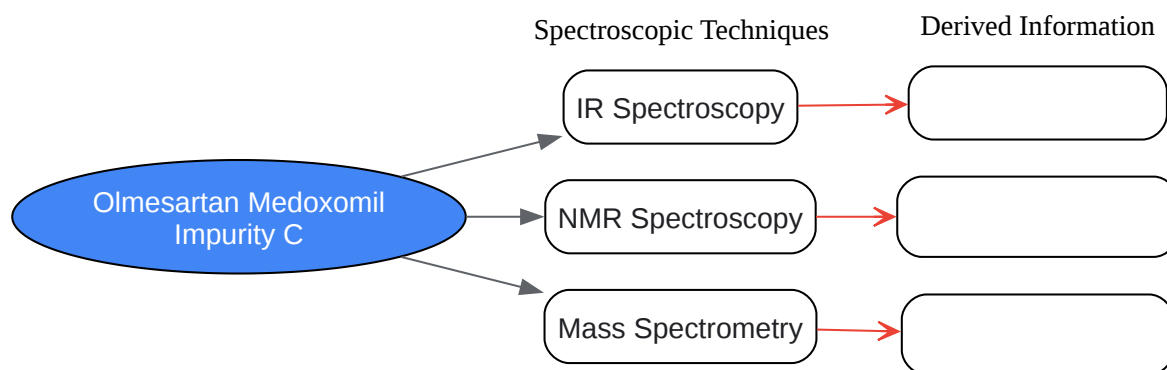 Spectroscopic Techniques
Derived Information
IR Spectroscopy
Olmesartan Medoxomil
Impurity C
NMR Spectroscopy
Mass Spectrometry